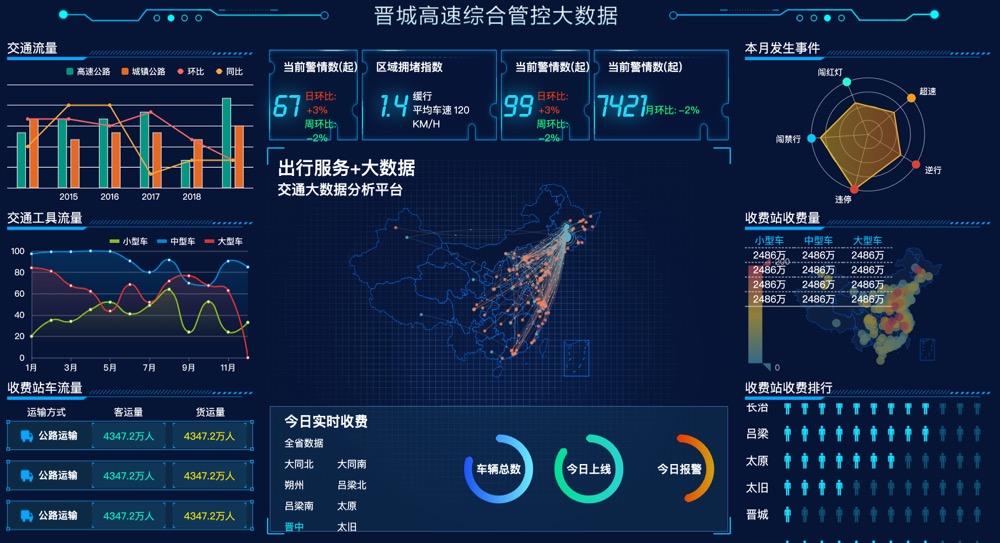 晋城高速综合管控大数据
交通流量
高速公路 城镇公路 环比 同比
2015 2016 2017 2018
交通工具流量
小型车 中型车 大型车
100
80
60
40
20
0
1月 3月 5月 7月 9月 11月
收费站车流量
运输方式 客运量 货运量
公路运输 4347.2万人 4347.2万人
公路运输 4347.2万人 4347.2万人
公路运输 4347.2万人 4347.2万人
当前警情数(起)
67
日环比:
+3%
周环比:
−2%
区域拥堵指数
1.4
缓行
平均车速 120
KM/H
当前警情数(起)
99
日环比:
+3%
周环比:
−2%
当前警情数(起)
7421
月环比: −2%
出行服务+大数据
交通大数据分析平台
今日实时收费
全省数据
大同北 大同南
朔州 吕梁北
吕梁南 太原
晋中 太旧
车辆总数
今日上线
今日报警
本月发生事件
闯红灯
超速
闯禁行
逆行
违停
收费站收费量
小型车 中型车 大型车
2486万 2486万 2486万
200
2486万 2486万 2486万
2486万 2486万 2486万
2486万 2486万 2486万
0
收费站收费排行
长治
吕梁
太原
太旧
晋城